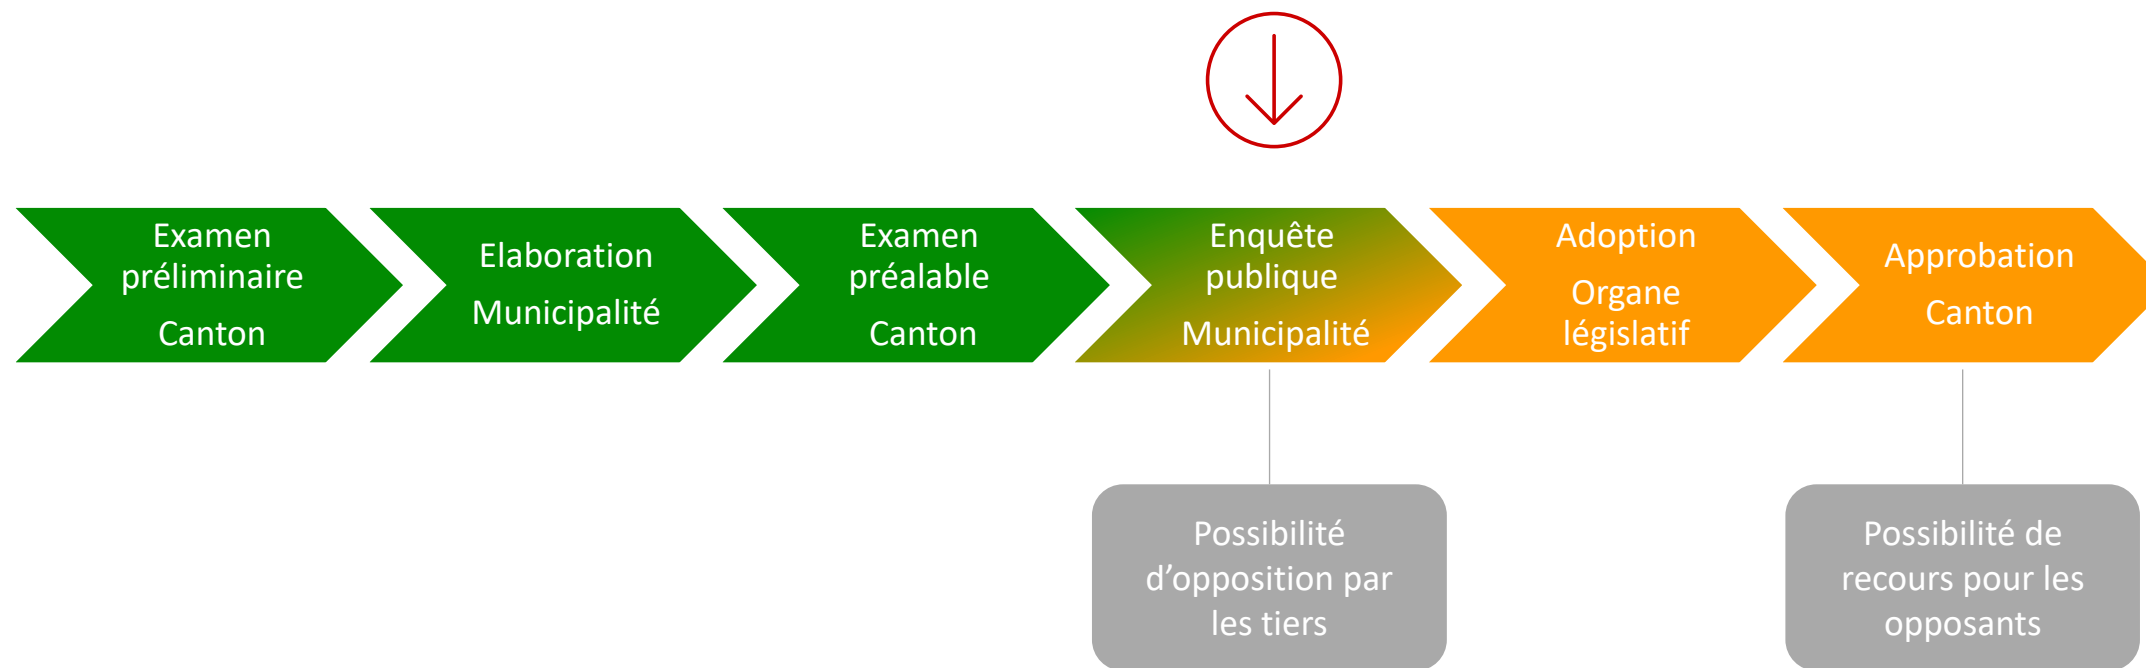 Examen
préliminaire
Canton
Elaboration
Municipalité
Examen
préalable
Canton
Enquête
publique
Municipalité
Adoption
Organe
législatif
Approbation
Canton
Possibilité
d’opposition par
les tiers
Possibilité de
recours pour les
opposants